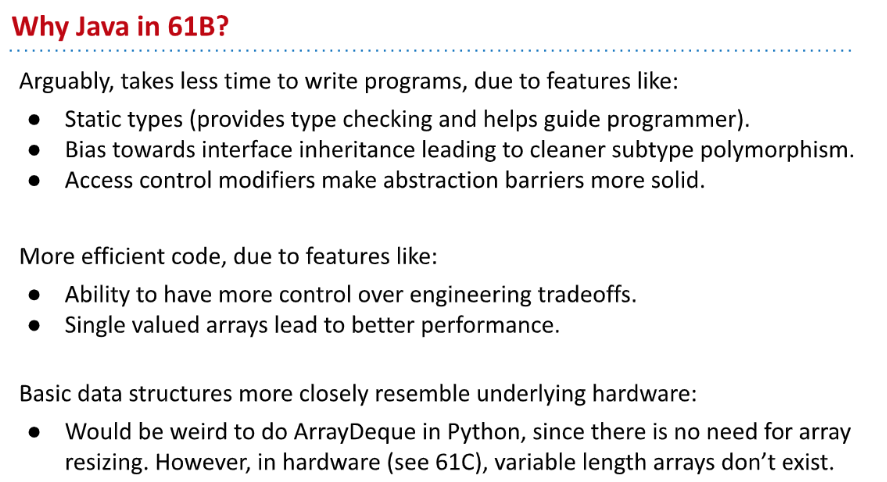 Why Java in 61B?
Arguably, takes less time to write programs, due to features like:
● Static types (provides type checking and helps guide programmer).
● Bias towards interface inheritance leading to cleaner subtype polymorphism.
● Access control modifiers make abstraction barriers more solid.
More efficient code, due to features like:
● Ability to have more control over engineering tradeoffs.
● Single valued arrays lead to better performance.
Basic data structures more closely resemble underlying hardware:
● Would be weird to do ArrayDeque in Python, since there is no need for array
resizing. However, in hardware (see 61C), variable length arrays don’t exist.